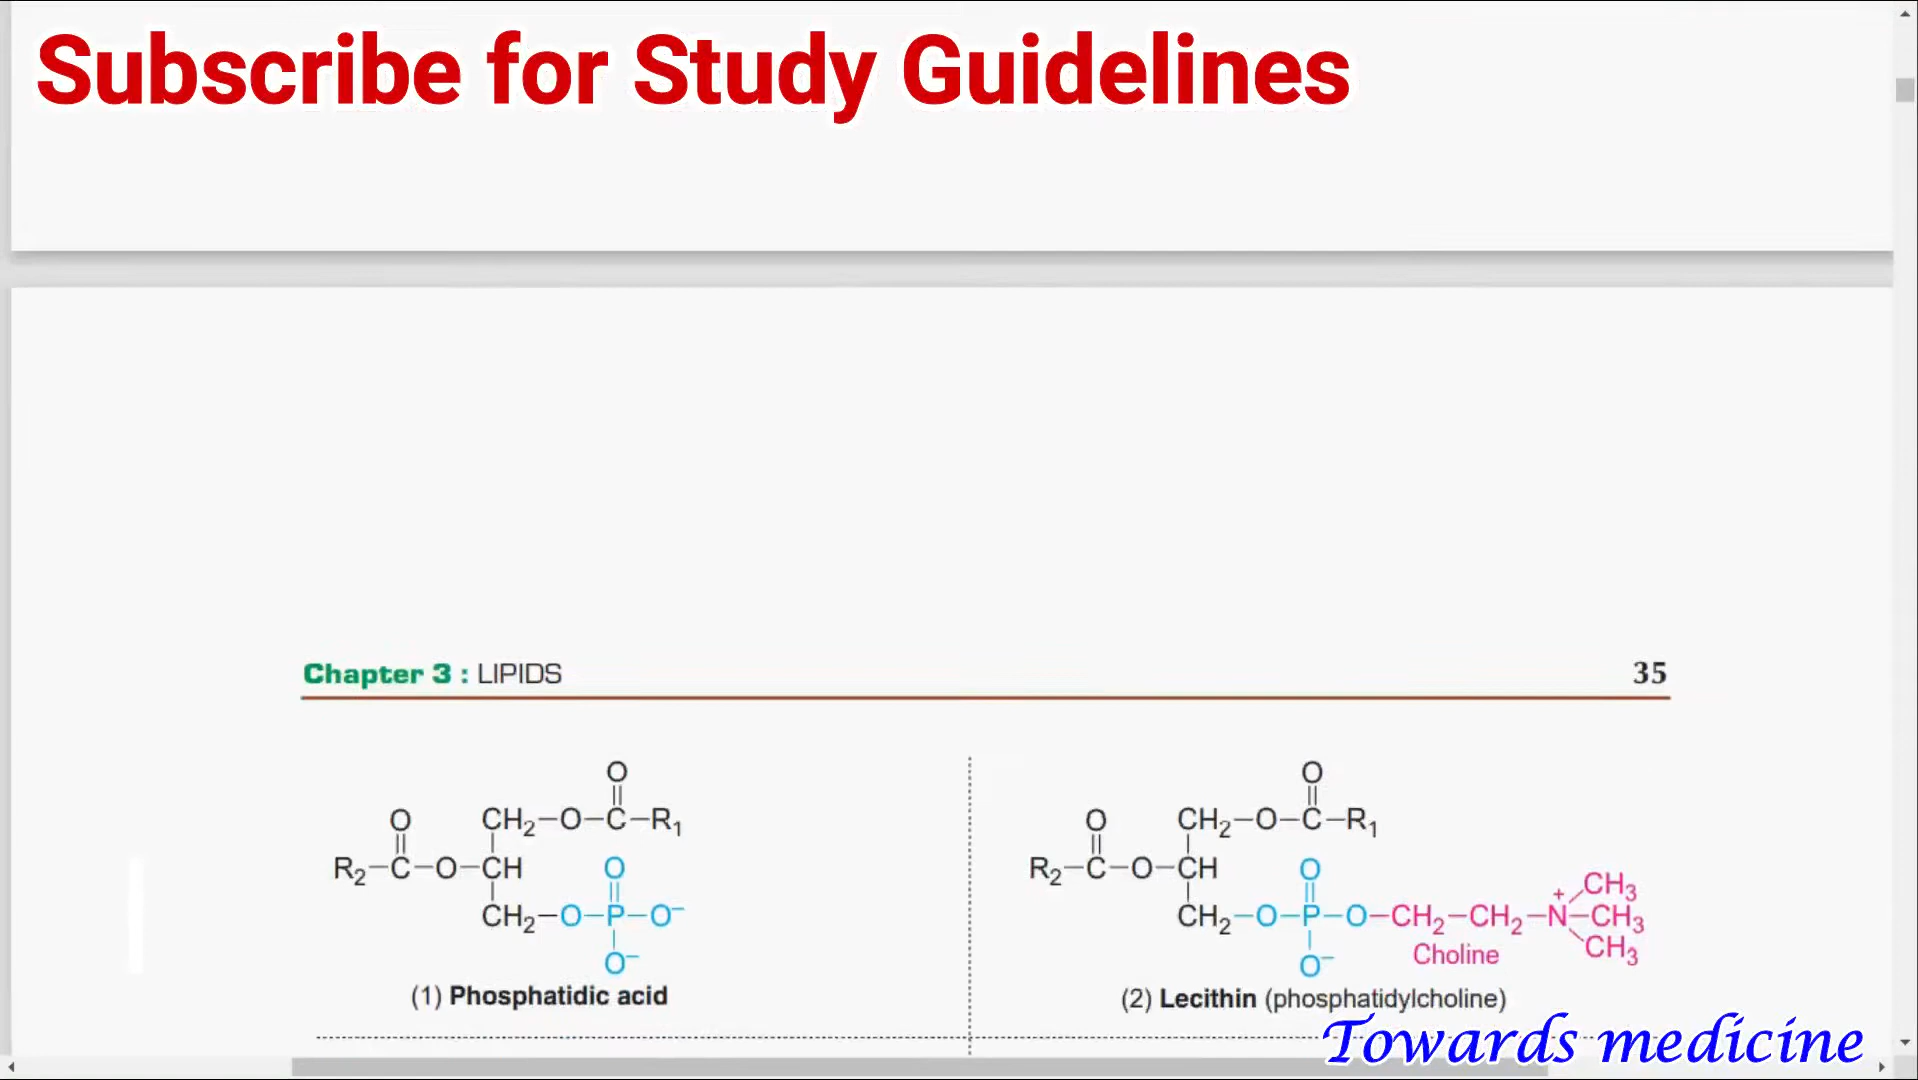 Subscribe for Study Guidelines
Chapter 3 : LIPIDS 35
O
O CH₂–O–C–R₁
R₂–C–O–CH O
CH₂–O–P–O⁻
O⁻
(1) Phosphatidic acid
O
O CH₂–O–C–R₁
R₂–C–O–CH O
CH₂–O–P–O–CH₂–CH₂–N⁺–CH₃
CH₃
CH₃
O⁻
Choline
(2) Lecithin (phosphatidylcholine)
Towards medicine